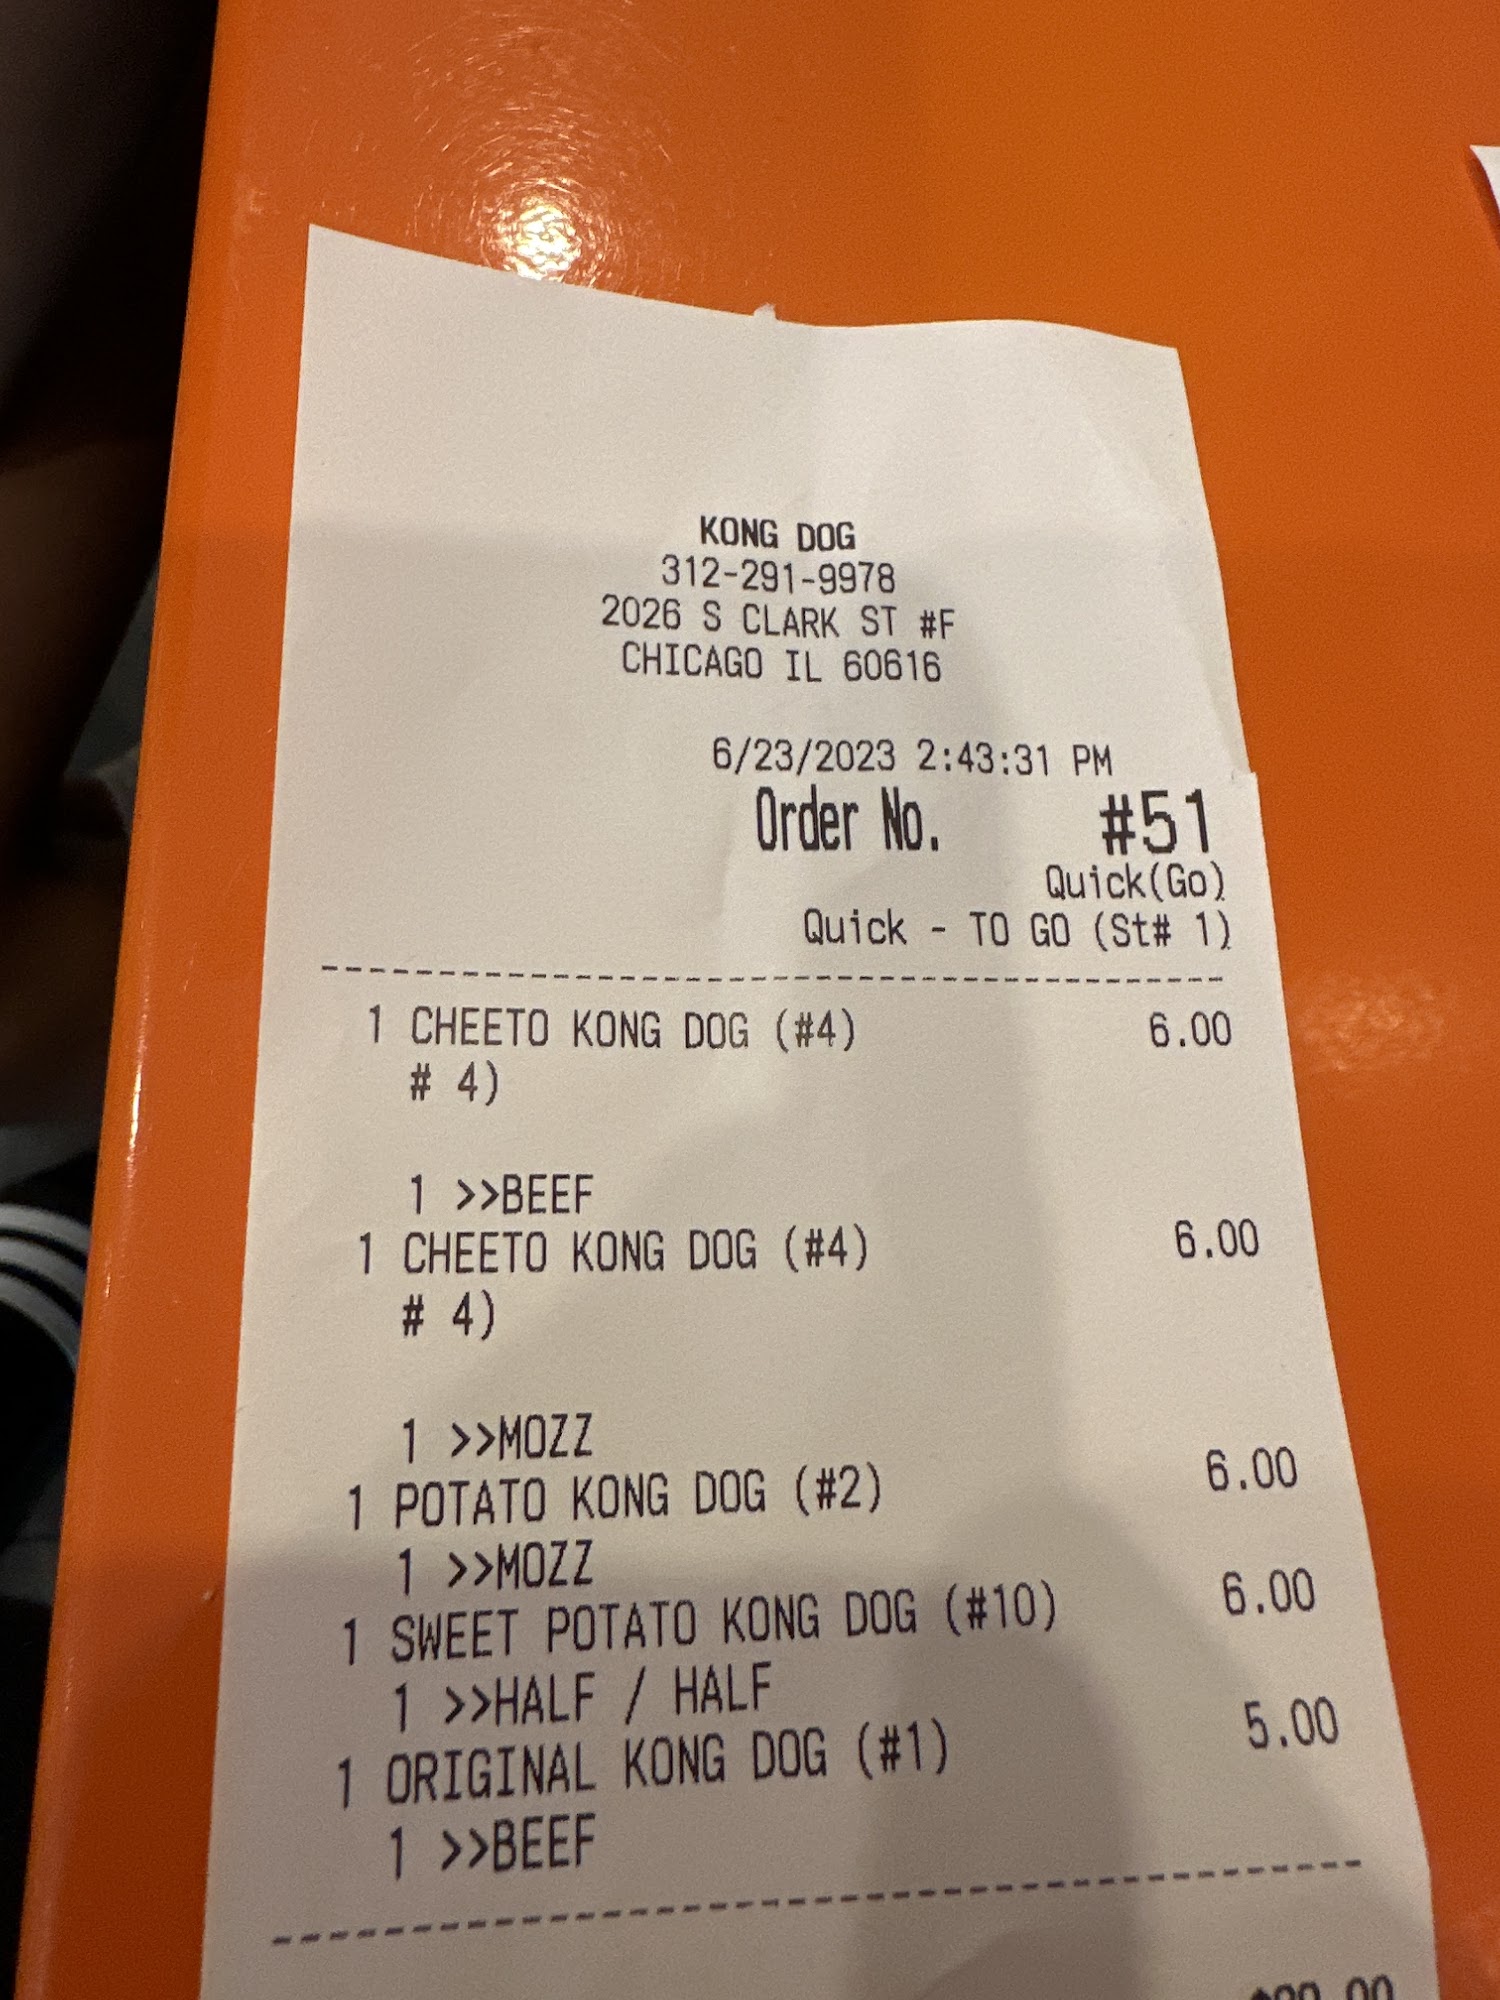 KONG DOG
312-291-9978
2026 S CLARK ST #F
CHICAGO IL 60616
6/23/2023 2:43:31 PM
Order No. #51
Quick(Go)
Quick - TO GO (St# 1)
1 CHEETO KONG DOG (#4) 6.00
# 4)
1 >>BEEF
1 CHEETO KONG DOG (#4) 6.00
# 4)
1 >>MOZZ
1 POTATO KONG DOG (#2) 6.00
1 >>MOZZ
1 SWEET POTATO KONG DOG (#10) 6.00
1 >>HALF / HALF
1 ORIGINAL KONG DOG (#1) 5.00
1 >>BEEF